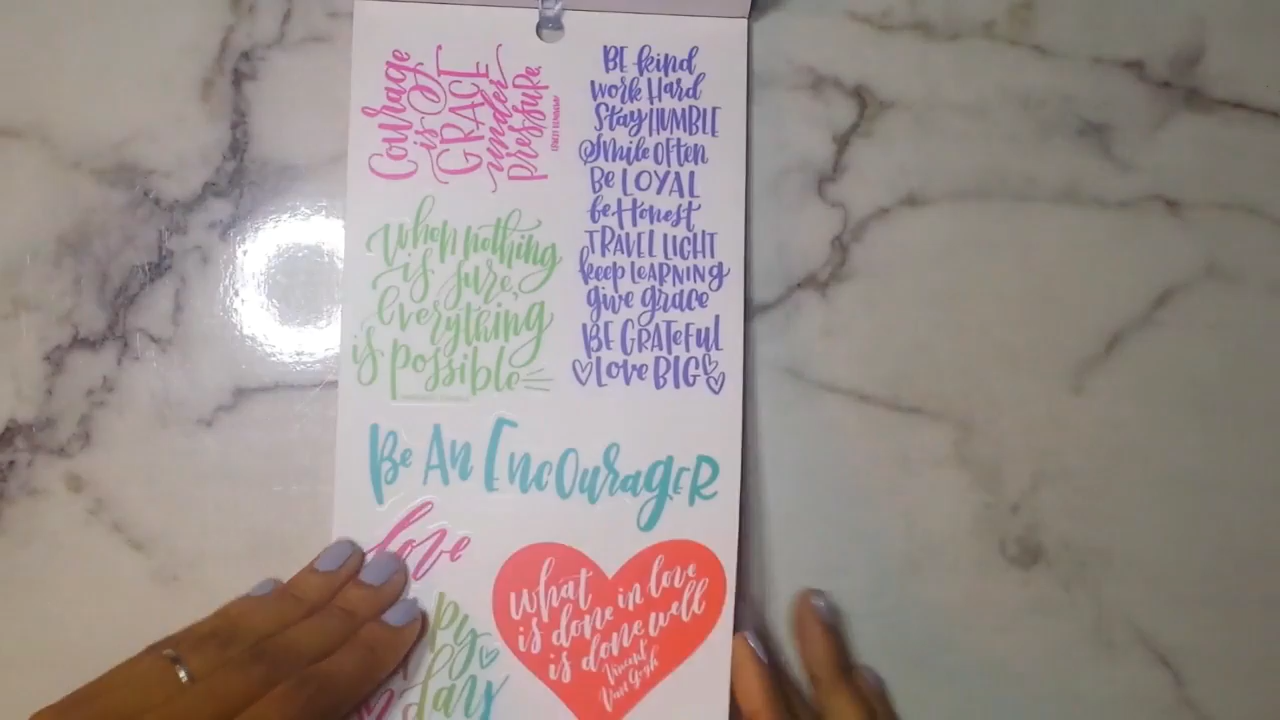 Courage
is
GRACE
under
pressure.
BE kind
work Hard
Stay HUMBLE
Smile often
Be LOYAL
be Honest
TRAVEL LIGHT
keep LEARNING
give grace
BE GRATEFUL
Love BIG
when nothing
is sure,
everything
is possible
Be An EncOuragER
love
what
is done in love
is done well
Vincent
Van Gogh
py
day